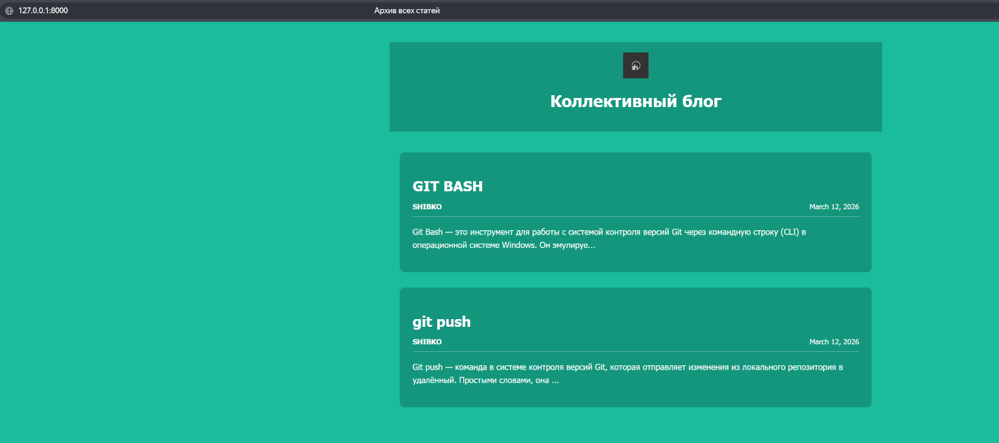 127.0.0.1:8000 Архив всех статей
sh
Коллективный блог
GIT BASH
SHIBKO March 12, 2026
Git Bash — это инструмент для работы с системой контроля версий Git через командную строку (CLI) в
операционной системе Windows. Он эмулируе...
git push
SHIBKO March 12, 2026
Git push — команда в системе контроля версий Git, которая отправляет изменения из локального репозитория в
удалённый. Простыми словами, она ...